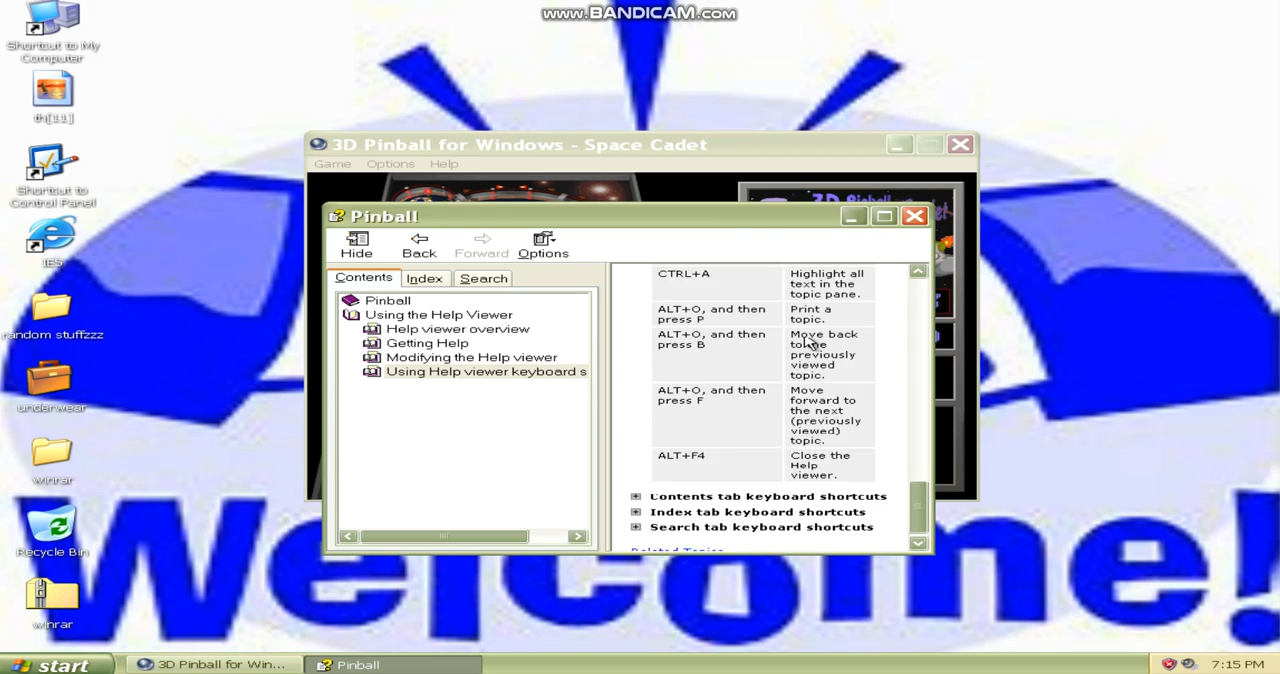 www.BANDICAM.com
Shortcut to My
Computer
th[11]
Shortcut to
Control Panel
IE5
random stuffzzz
underwear
winrar
Recycle Bin
winrar
Welcome!
3D Pinball for Windows - Space Cadet
Game Options Help
3D Pinball
Pinball
Hide Back Forward Options
Contents Index Search
Pinball
Using the Help Viewer
Help viewer overview
Getting Help
Modifying the Help viewer
Using Help viewer keyboard s
CTRL+A
Highlight all
text in the
topic pane.
ALT+O, and then
press P
Print a
topic.
ALT+O, and then
press B
Move back
to the
previously
viewed
topic.
ALT+O, and then
press F
Move
forward to
the next
(previously
viewed)
topic.
ALT+F4
Close the
Help
viewer.
Contents tab keyboard shortcuts
Index tab keyboard shortcuts
Search tab keyboard shortcuts
Related Topics
start
3D Pinball for Win...
Pinball
7:15 PM